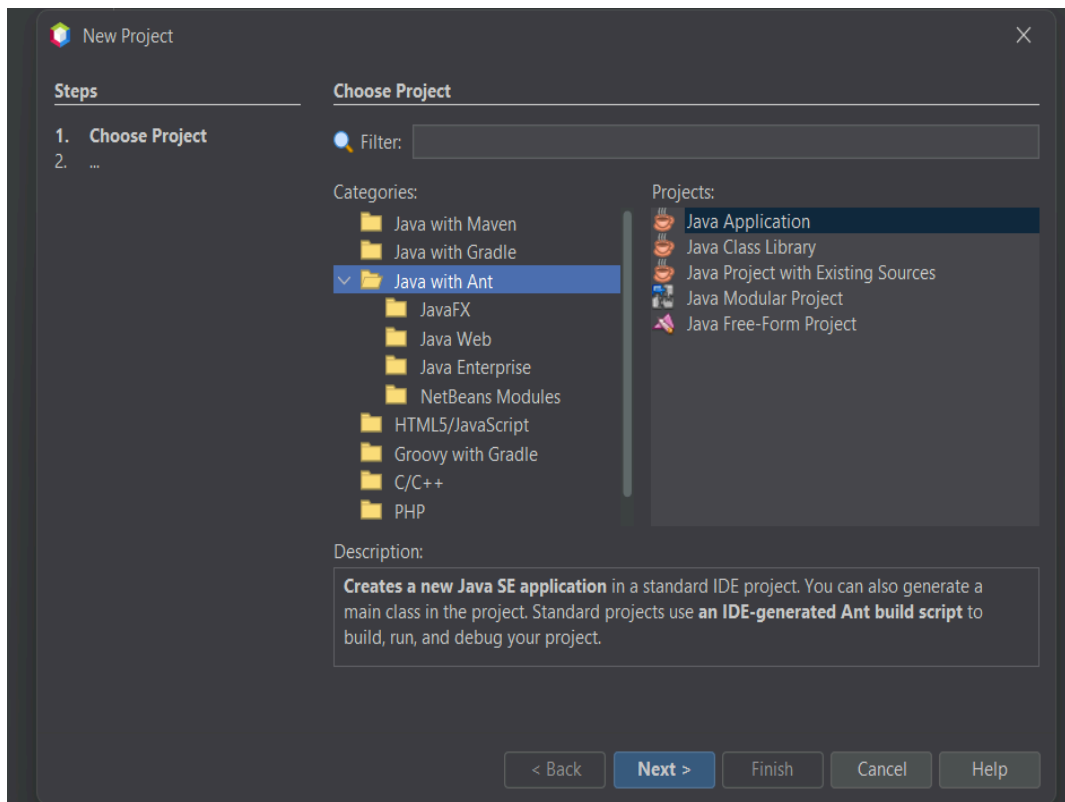 New Project
Steps
1. Choose Project
2. ...
Choose Project
Filter:
Categories:
Java with Maven
Java with Gradle
Java with Ant
JavaFX
Java Web
Java Enterprise
NetBeans Modules
HTML5/JavaScript
Groovy with Gradle
C/C++
PHP
Projects:
Java Application
Java Class Library
Java Project with Existing Sources
Java Modular Project
Java Free-Form Project
Description:
Creates a new Java SE application in a standard IDE project. You can also generate a
main class in the project. Standard projects use an IDE-generated Ant build script to
build, run, and debug your project.
< Back
Next >
Finish
Cancel
Help